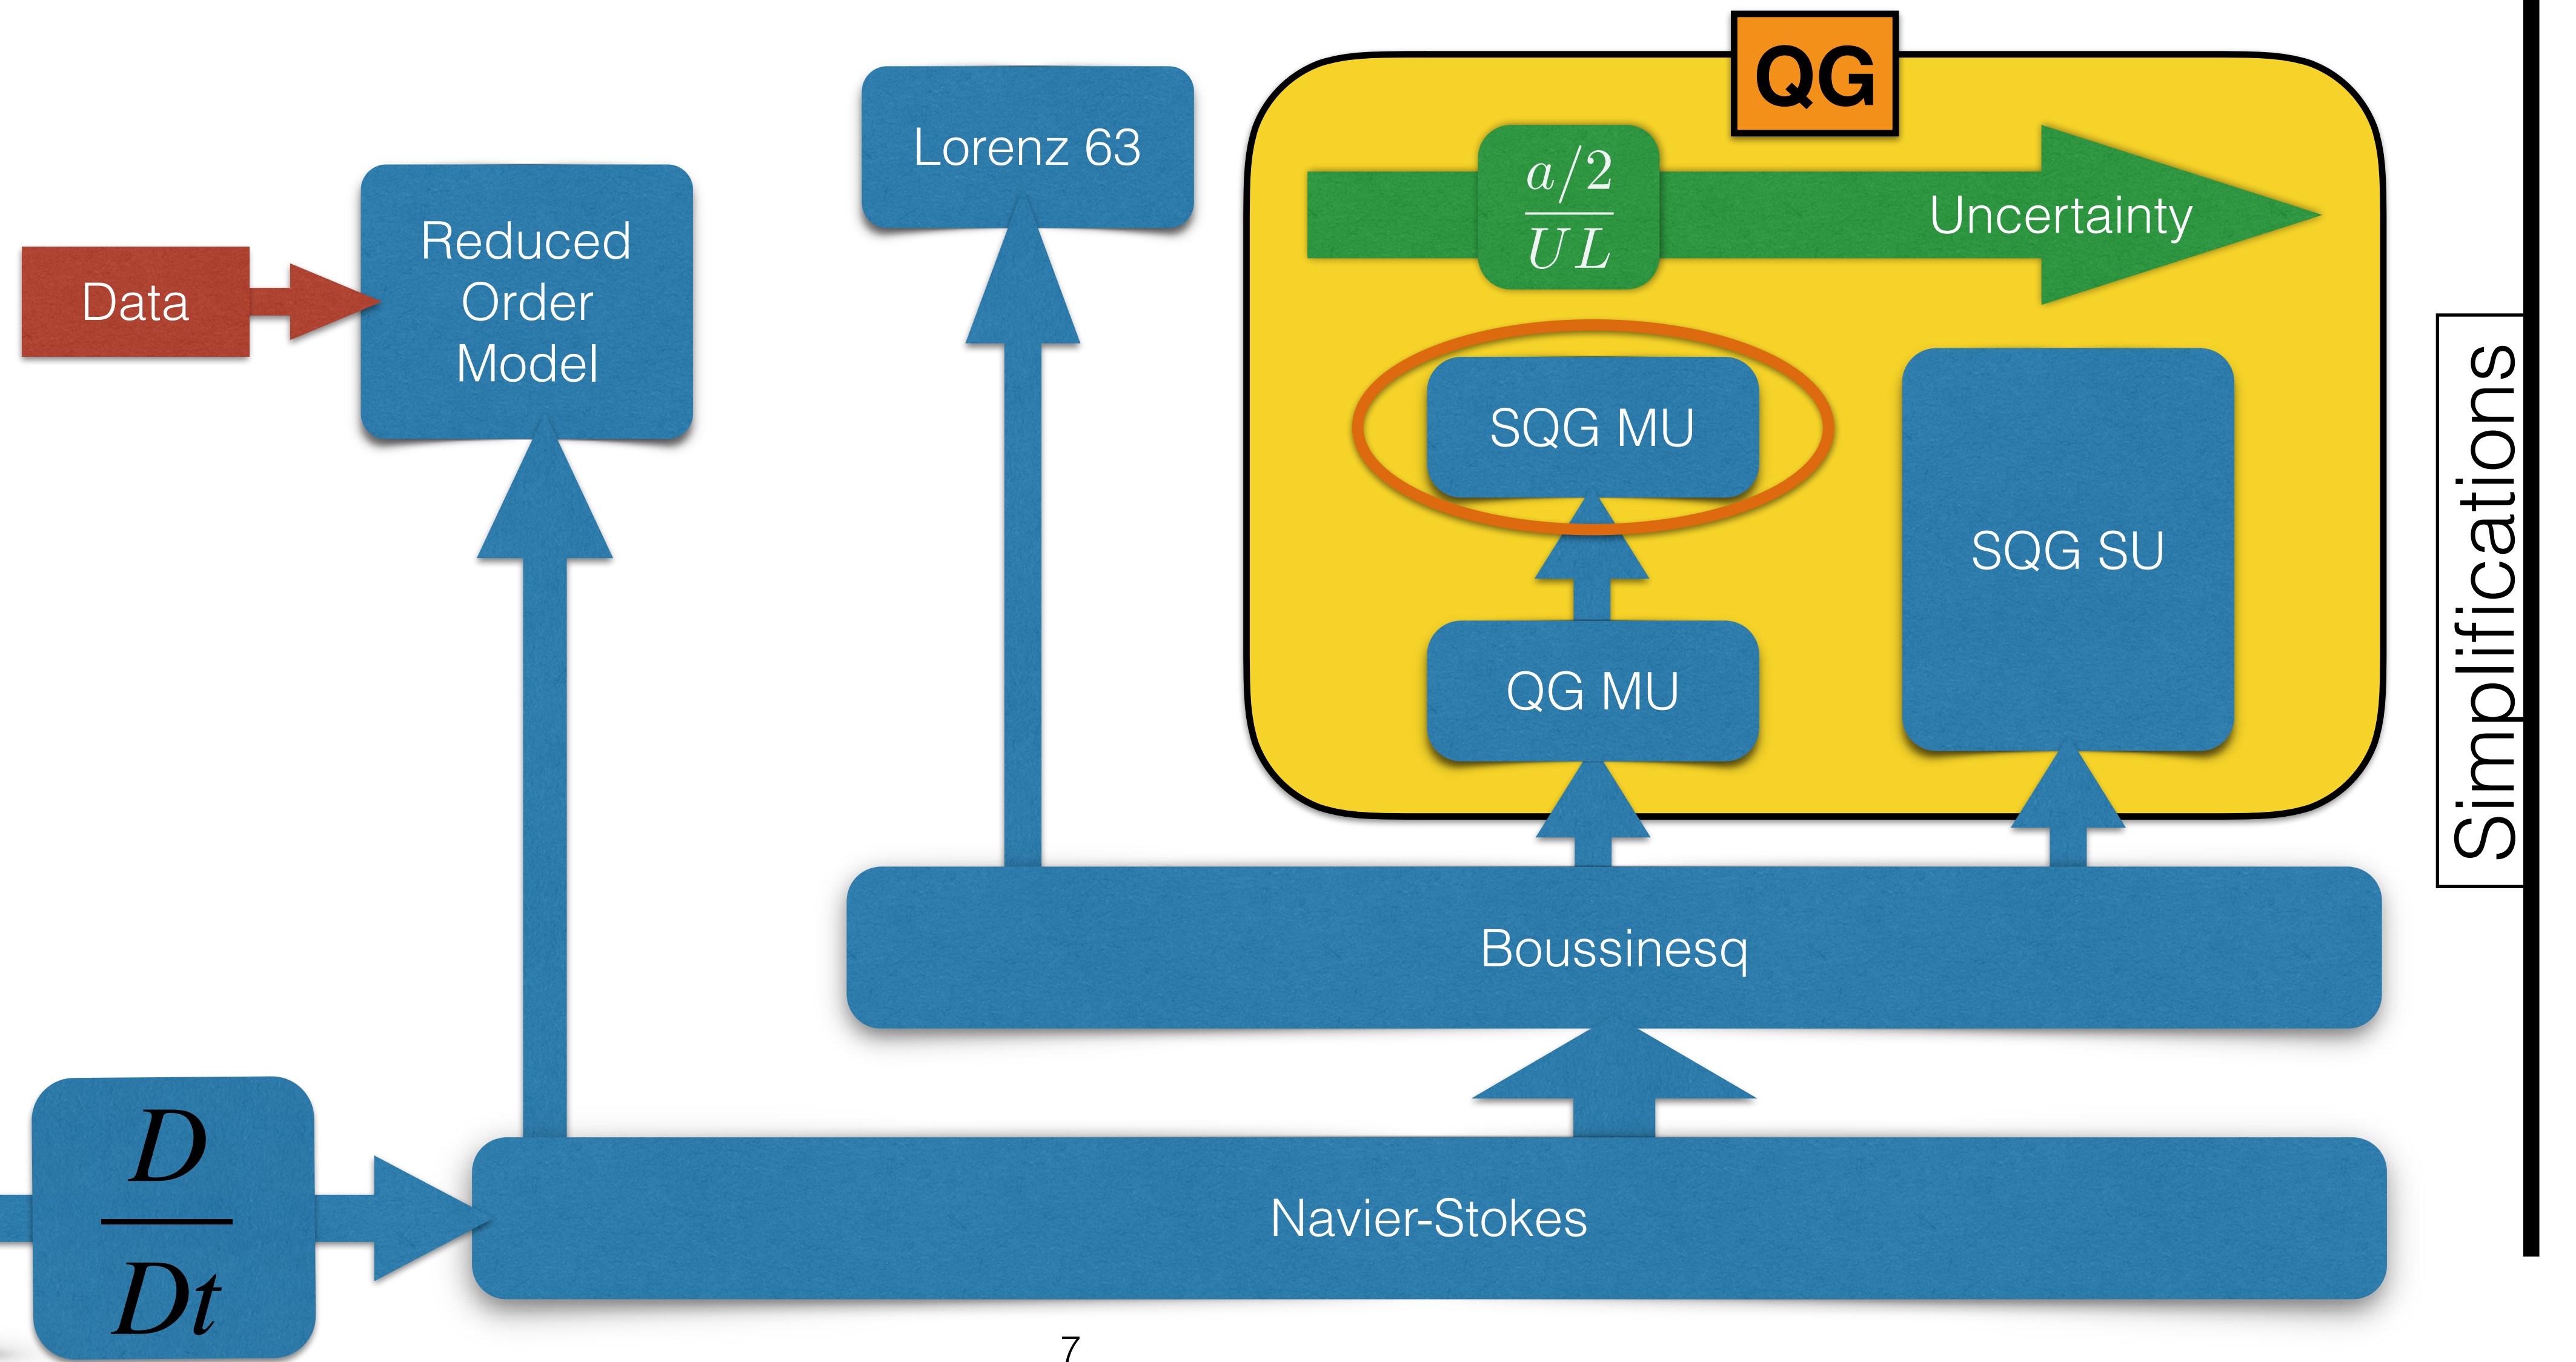 QG
Lorenz 63
a/2
UL
Uncertainty
Reduced
Order
Model
Data
SQG MU
SQG SU
QG MU
Simplifications
Boussinesq
D
Dt
Navier-Stokes
7